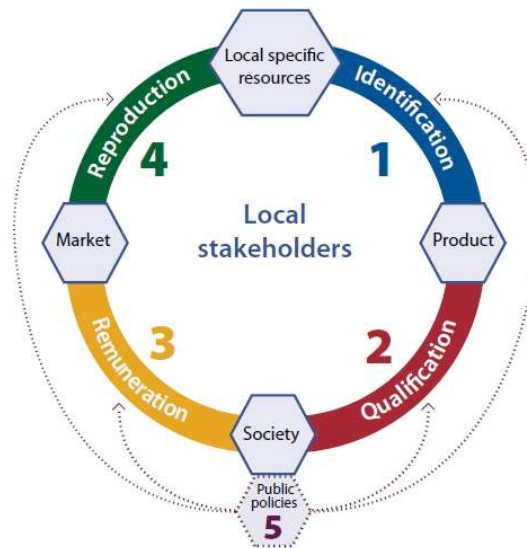 Local specific
resources
Reproduction
Identification
4
1
Market
Local
stakeholders
Product
3
2
Remuneration
Qualification
Society
Public
policies
5